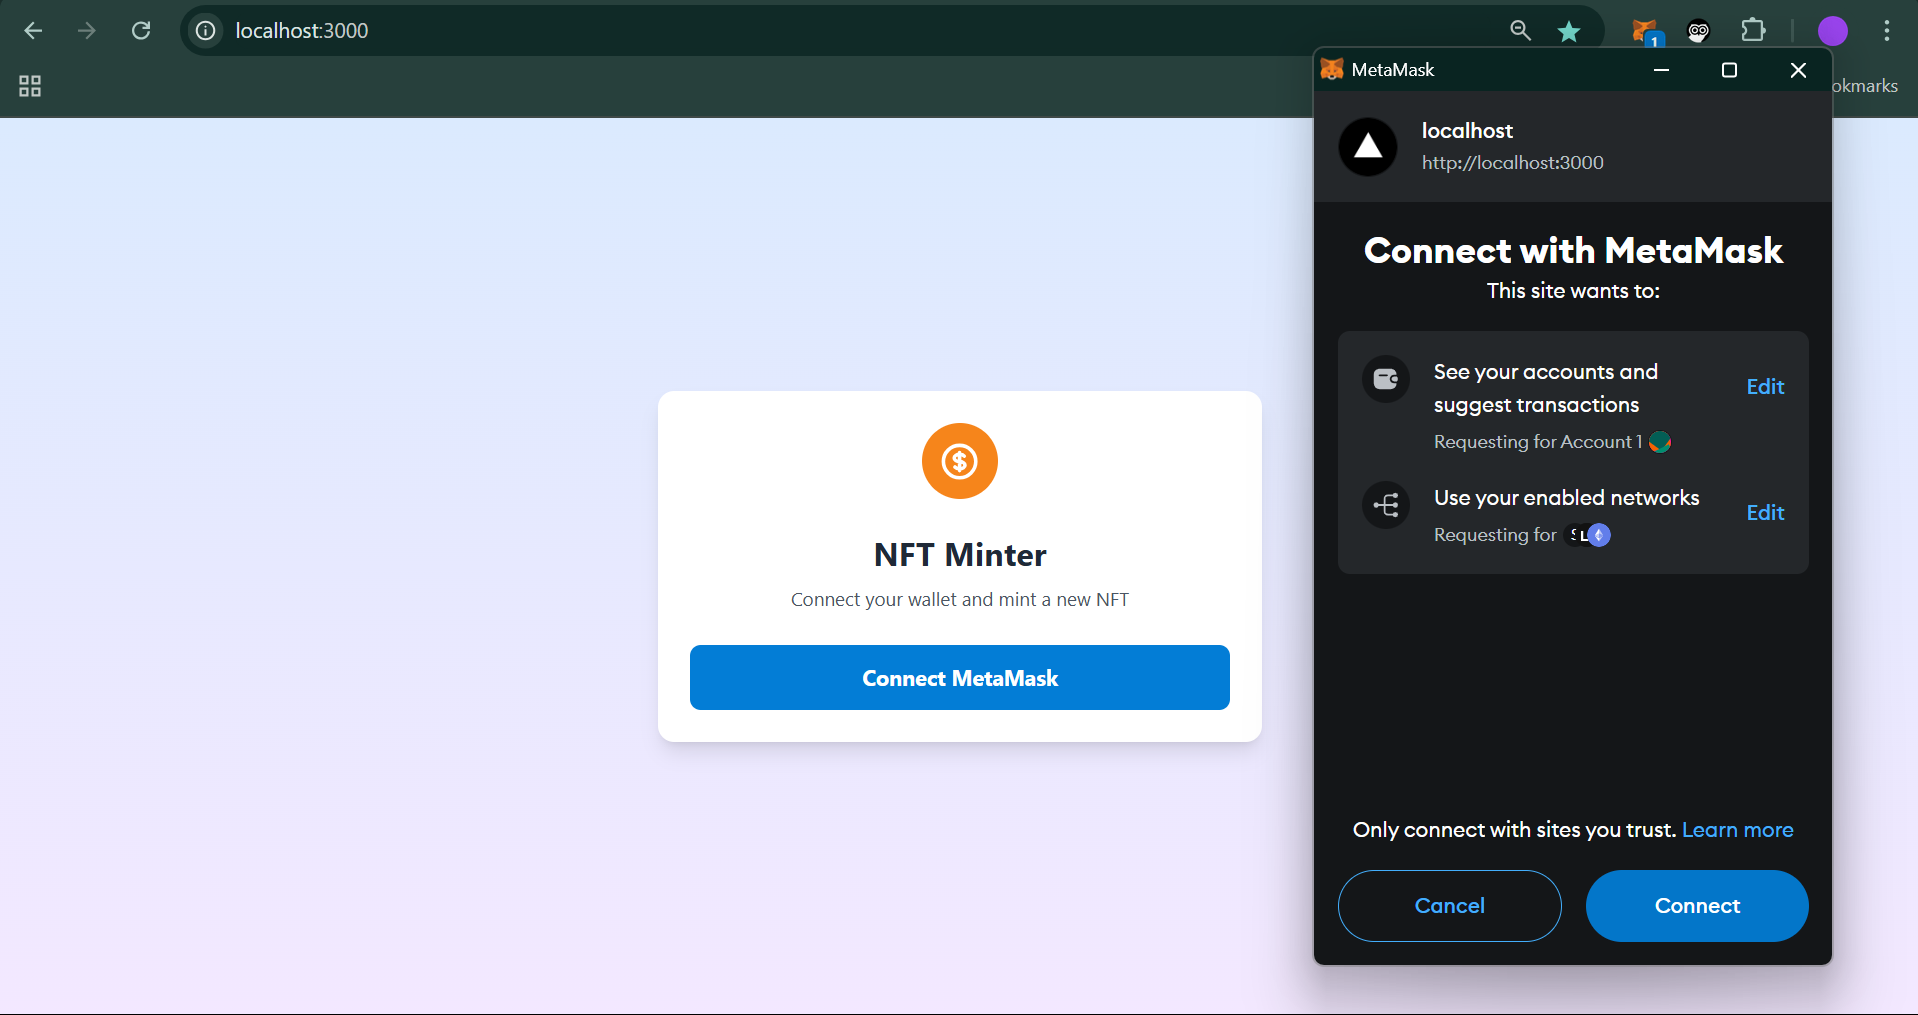 localhost:3000
1
okmarks
MetaMask
localhost
http://localhost:3000
Connect with MetaMask
This site wants to:
See your accounts and
suggest transactions
Requesting for Account 1
Edit
Use your enabled networks
Requesting for
Edit
Only connect with sites you trust. Learn more
Cancel
Connect
NFT Minter
Connect your wallet and mint a new NFT
Connect MetaMask